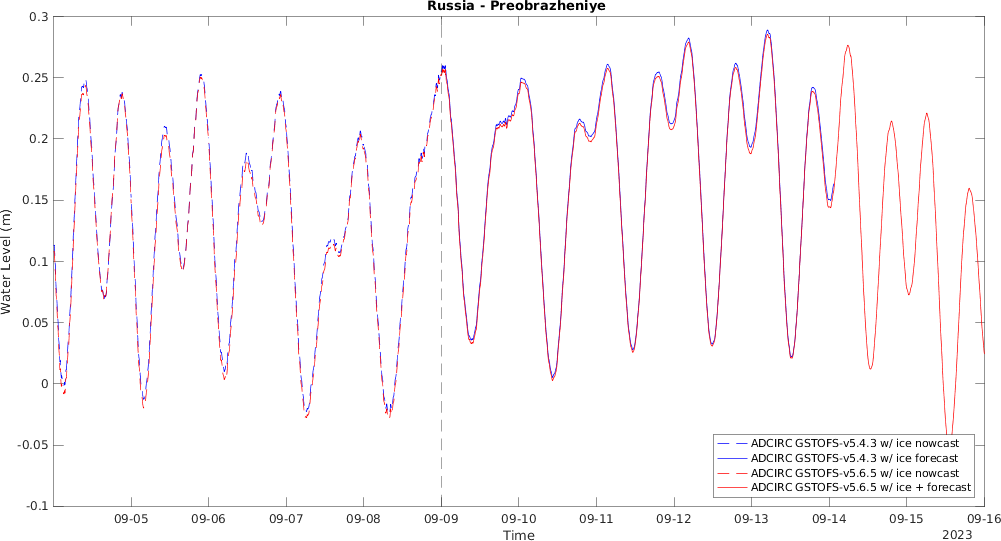 Russia - Preobrazheniye
0.3
0.25
0.2
0.15
0.1
0.05
0
-0.05
-0.1
Water Level (m)
ADCIRC GSTOFS-v5.4.3 w/ ice nowcast
ADCIRC GSTOFS-v5.4.3 w/ ice forecast
ADCIRC GSTOFS-v5.6.5 w/ ice nowcast
ADCIRC GSTOFS-v5.6.5 w/ ice + forecast
09-05 09-06 09-07 09-08 09-09 09-10 09-11 09-12 09-13 09-14 09-15 09-16
Time
2023